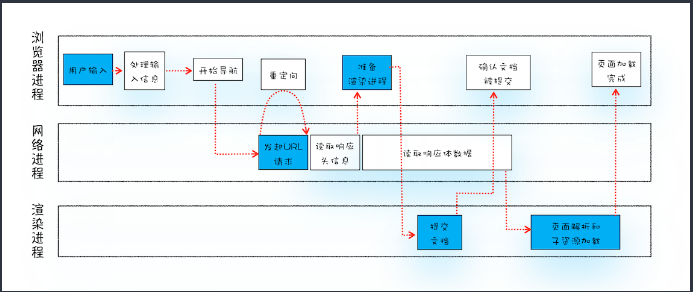 浏览器进程
用户输入
处理输
入信息
开始导航
重定向
准备
渲染进程
确认文档
被提交
页面加载
完成
网络进程
发起URL
请求
读取响应
头信息
读取响应体数据
渲染进程
提交
文档
页面解析和
子资源加载